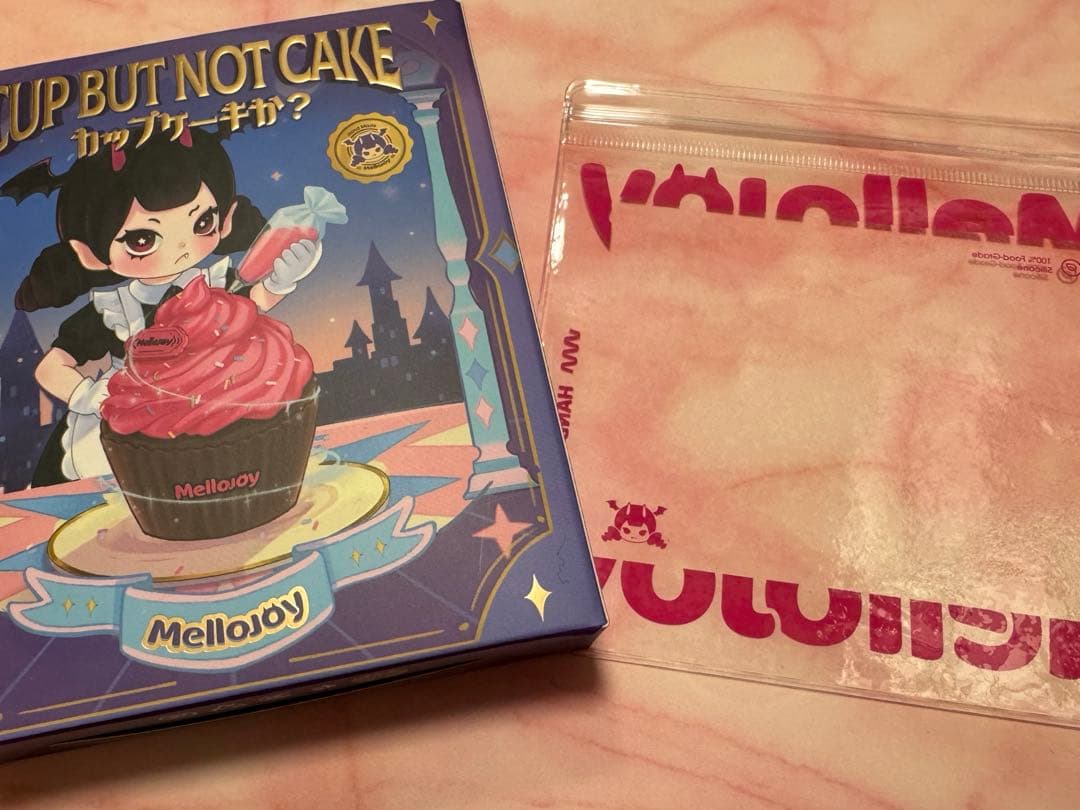 CUP BUT NOT CAKE
カップケーキか？
Mellojoy
Mellojoy
Mellojoy
Mellojoy
100% Food-Grade
Silicone
HAND
Mellojoy